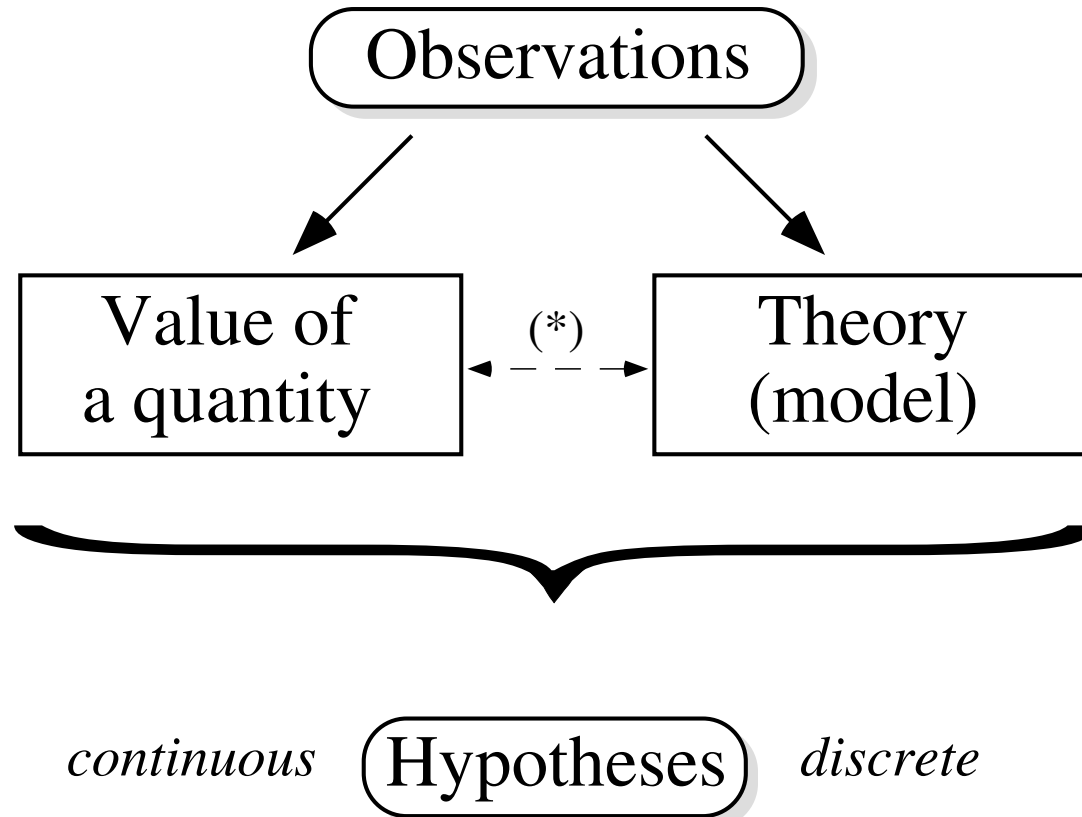 Observations
Value of
a quantity
(*)
Theory
(model)
continuous
Hypotheses
discrete